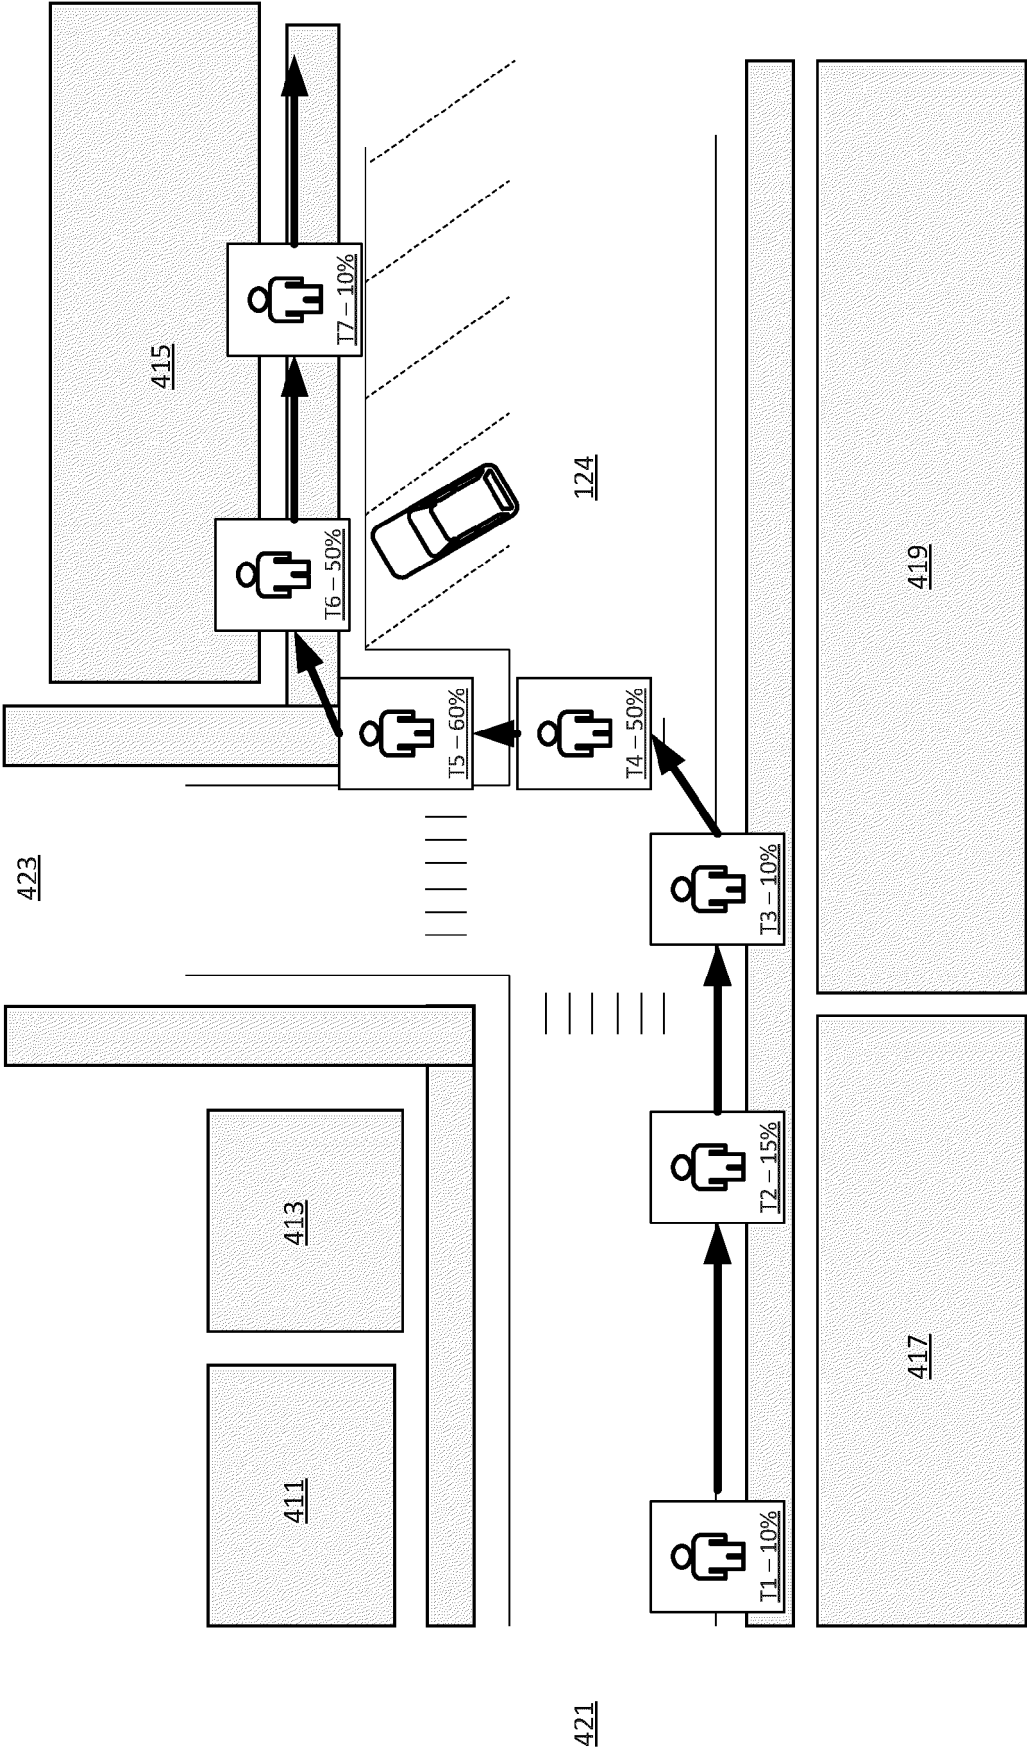 423
415
411
413
T6 – 50%
T7 – 10%
T5 – 60%
421
124
T4 – 50%
T1 – 10%
T2 – 15%
T3 – 10%
417
419